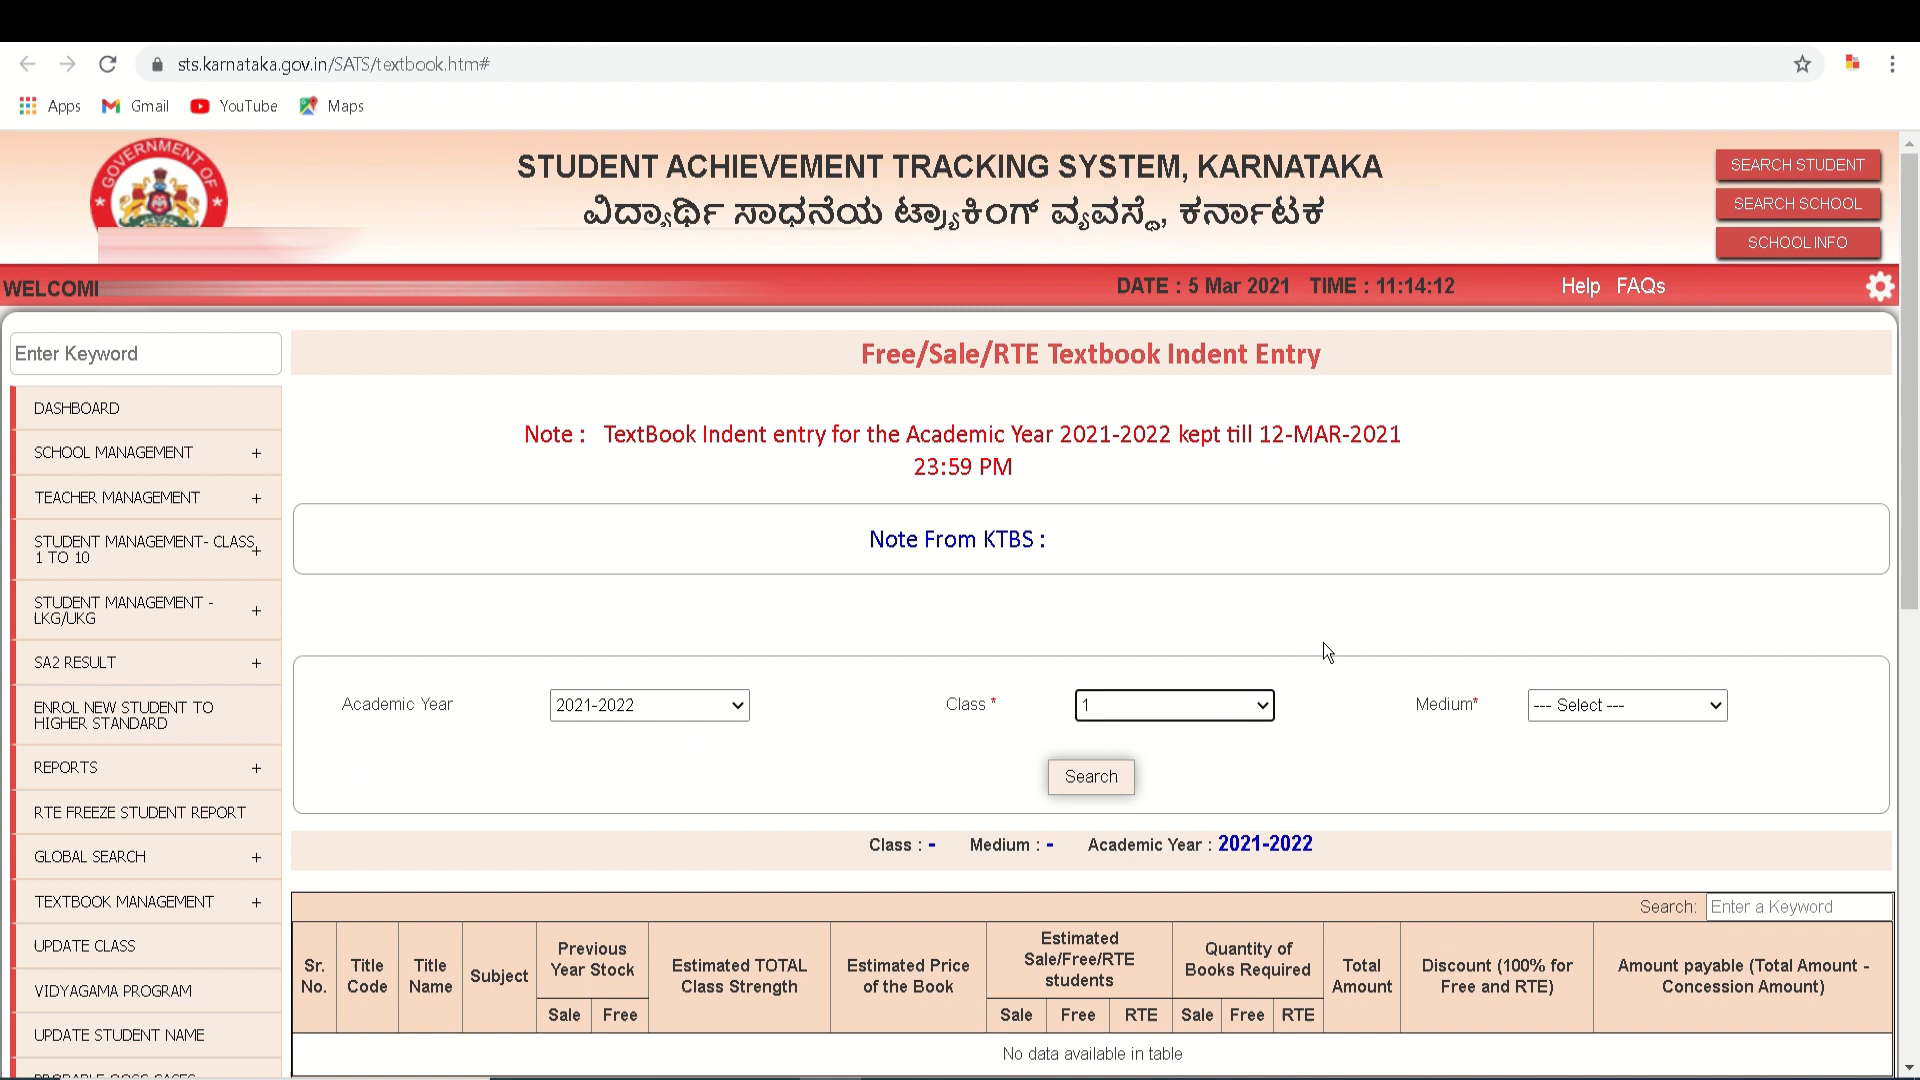 sts.karnataka.gov.in/SATS/textbook.htm#
Apps Gmail YouTube Maps
GOVERNMENT OF
STUDENT ACHIEVEMENT TRACKING SYSTEM, KARNATAKA
ವಿದ್ಯಾರ್ಥಿ ಸಾಧನೆಯ ಟ್ರ್ಯಾಕಿಂಗ್ ವ್ಯವಸ್ಥೆ, ಕರ್ನಾಟಕ
SEARCH STUDENT
SEARCH SCHOOL
SCHOOL INFO
DATE : 5 Mar 2021 TIME : 11:14:12 Help FAQs
Enter Keyword
DASHBOARD
SCHOOL MANAGEMENT +
TEACHER MANAGEMENT +
STUDENT MANAGEMENT- CLASS
1 TO 10 +
STUDENT MANAGEMENT -
LKG/UKG +
SA2 RESULT +
ENROL NEW STUDENT TO
HIGHER STANDARD
REPORTS +
RTE FREEZE STUDENT REPORT
GLOBAL SEARCH +
TEXTBOOK MANAGEMENT +
UPDATE CLASS
VIDYAGAMA PROGRAM
UPDATE STUDENT NAME
Free/Sale/RTE Textbook Indent Entry
Note : TextBook Indent entry for the Academic Year 2021-2022 kept till 12-MAR-2021
23:59 PM
Note From KTBS :
Academic Year 2021-2022 Class * 1 Medium* --- Select ---
Search
Class : - Medium : - Academic Year : 2021-2022
Search: Enter a Keyword
Sr. No.
Title Code
Title Name
Subject
Previous Year Stock
Sale Free
Estimated TOTAL Class Strength
Estimated Price of the Book
Estimated Sale/Free/RTE students
Sale Free RTE
Quantity of Books Required
Sale Free RTE
Total Amount
Discount (100% for Free and RTE)
Amount payable (Total Amount - Concession Amount)
No data available in table